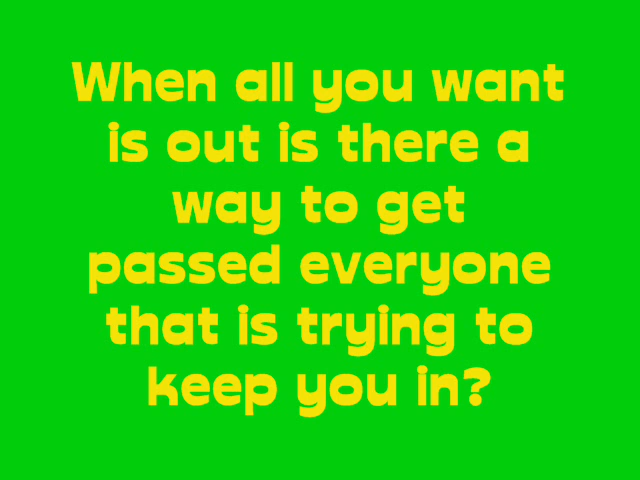 When all you want
is out is there a
way to get
passed everyone
that is trying to
keep you in?